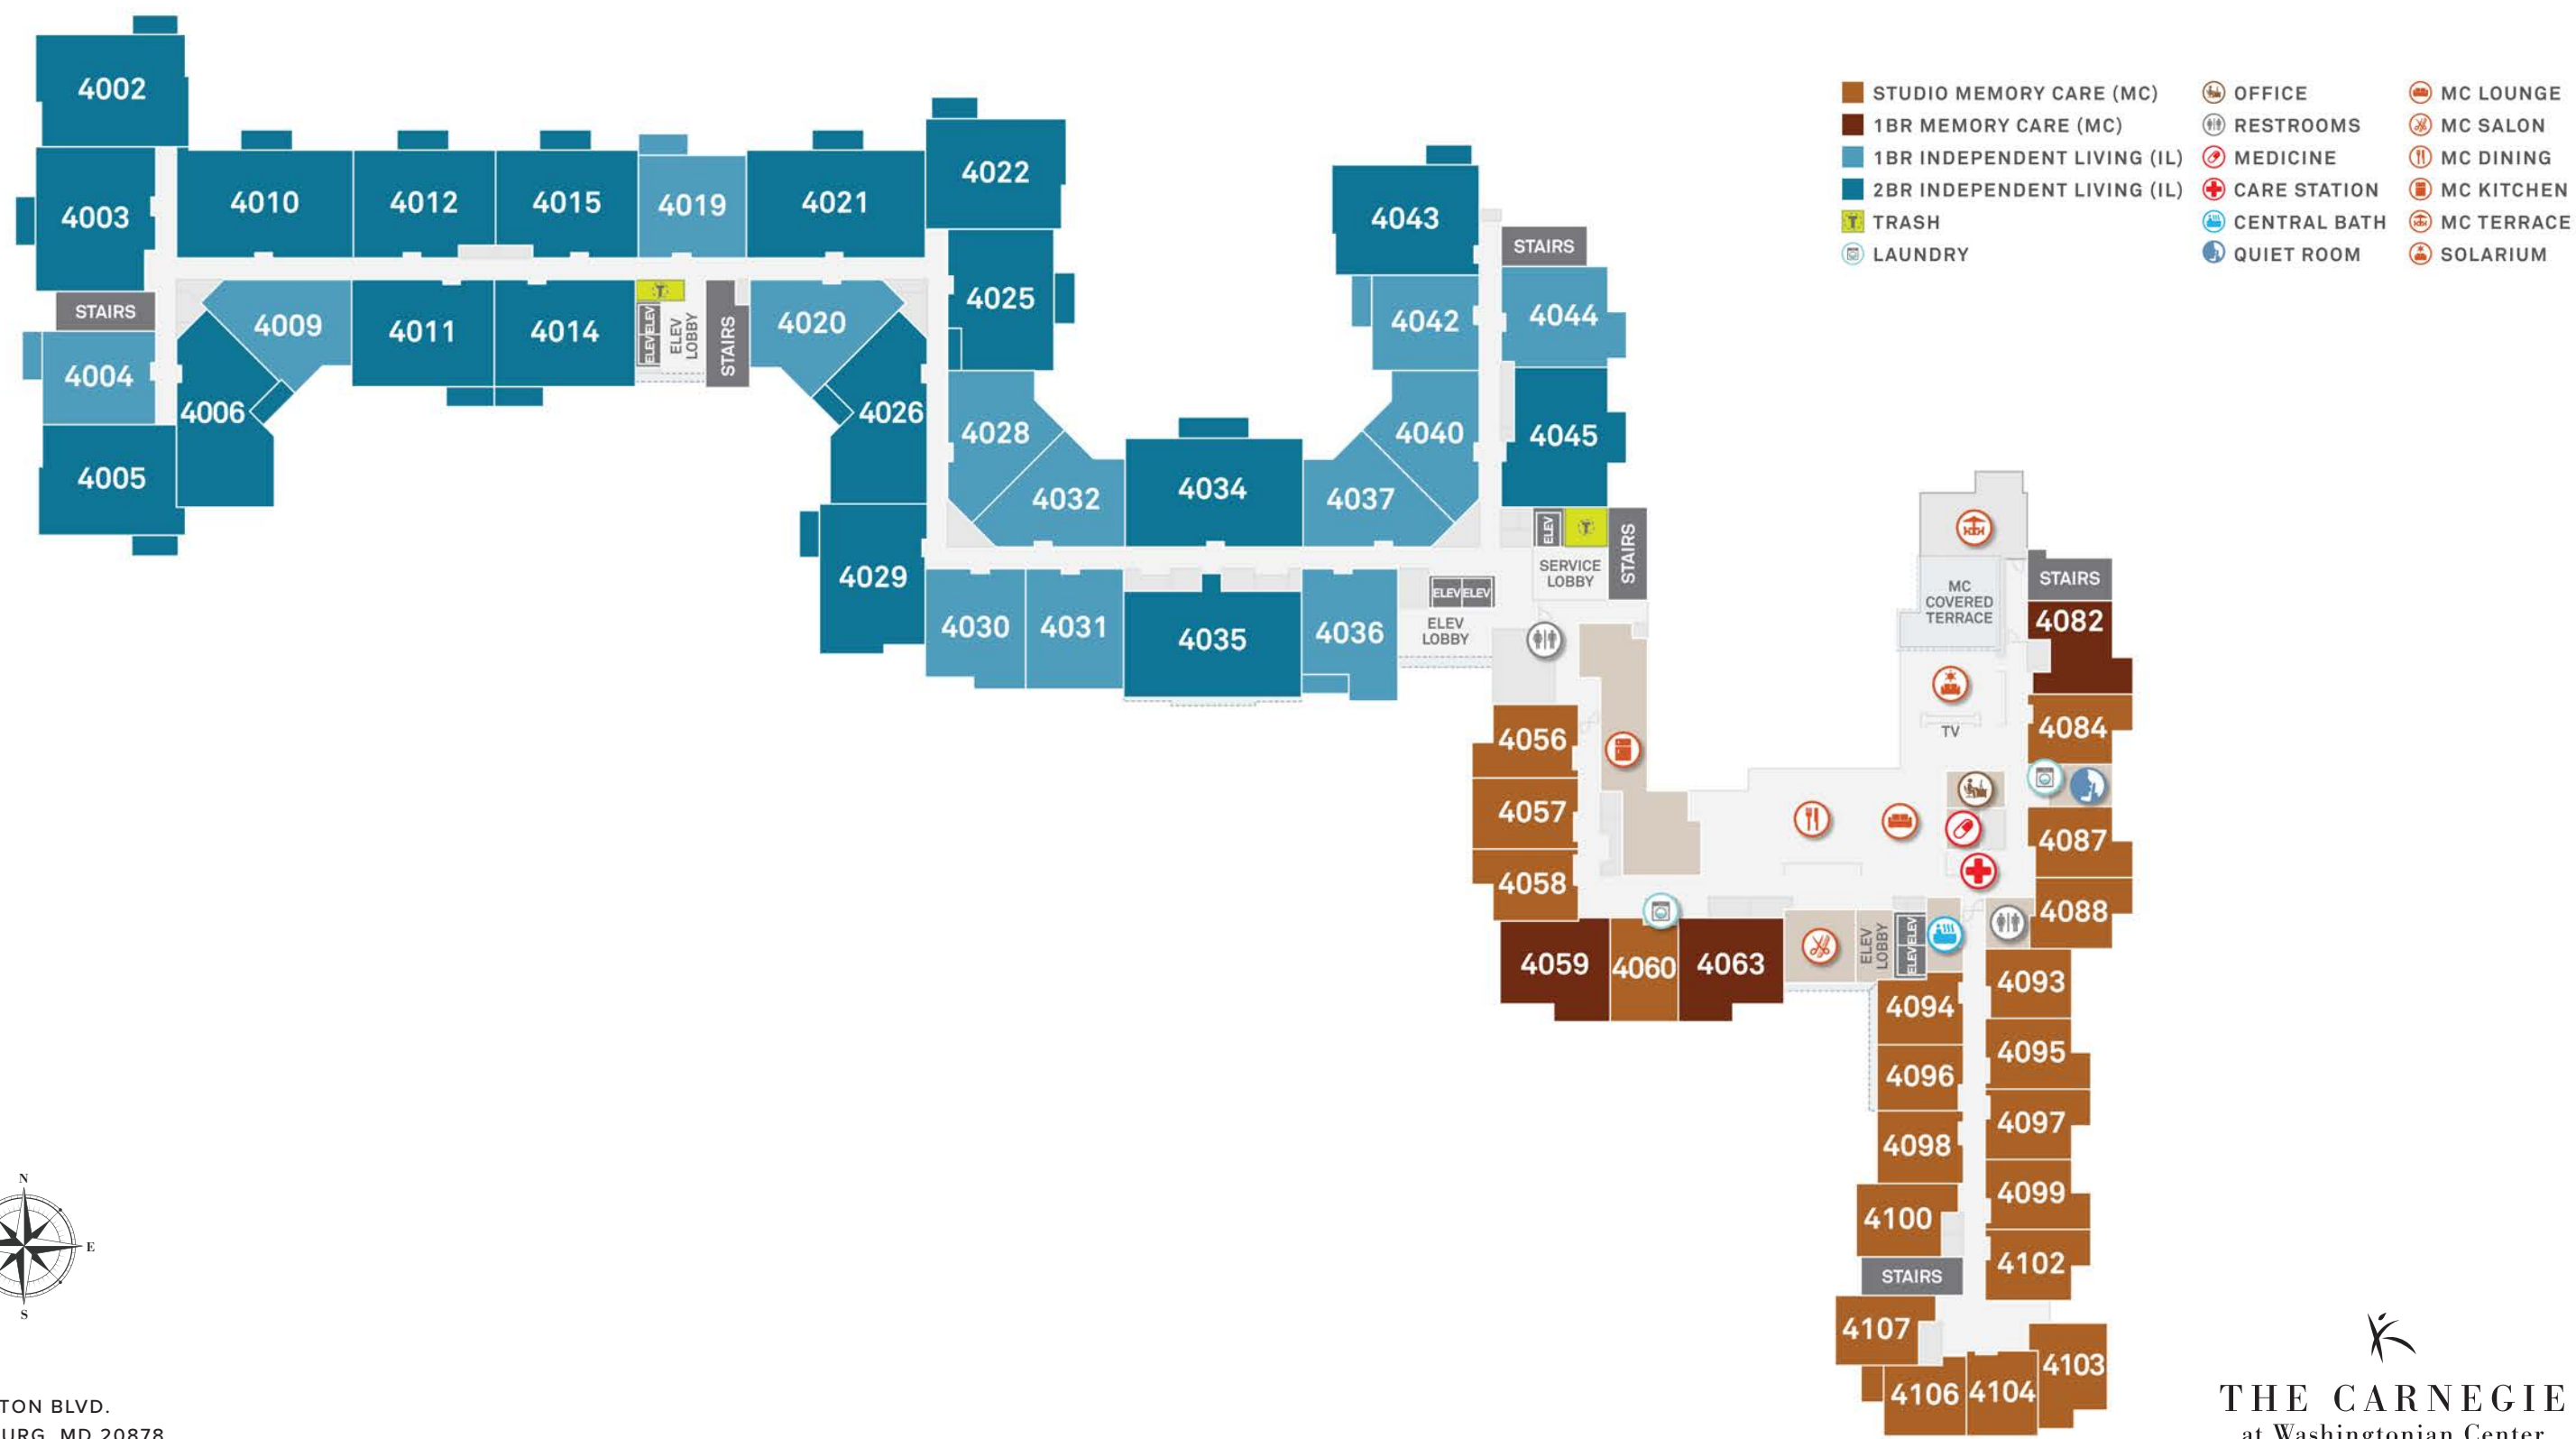 4002
4003
STAIRS
4004
4005
4006
4010
4012
4015
4019
4021
4009
4011
4014
T
ELEV
ELEV
ELEV
LOBBY
STAIRS
4020
4026
4022
4025
4028
4029
4030
4031
4032
4034
4035
4036
4037
4040
4042
4043
STAIRS
4044
4045
ELEV
T
STAIRS
SERVICE
LOBBY
ELEV ELEV
ELEV
LOBBY
STUDIO MEMORY CARE (MC)
1BR MEMORY CARE (MC)
1BR INDEPENDENT LIVING (IL)
2BR INDEPENDENT LIVING (IL)
T TRASH
LAUNDRY
OFFICE
RESTROOMS
MEDICINE
CARE STATION
CENTRAL BATH
QUIET ROOM
MC LOUNGE
MC SALON
MC DINING
MC KITCHEN
MC TERRACE
SOLARIUM
4056
4057
4058
4059
4060
4063
MC
COVERED
TERRACE
STAIRS
4082
TV
4084
4087
4088
ELEV
LOBBY
ELEV
ELEV
4093
4094
4095
4096
4097
4098
4099
4100
4102
STAIRS
4107
4103
4106
4104
N
E
S
TON BLVD.
URG, MD 20878
THE CARNEGIE
at Washingtonian Center